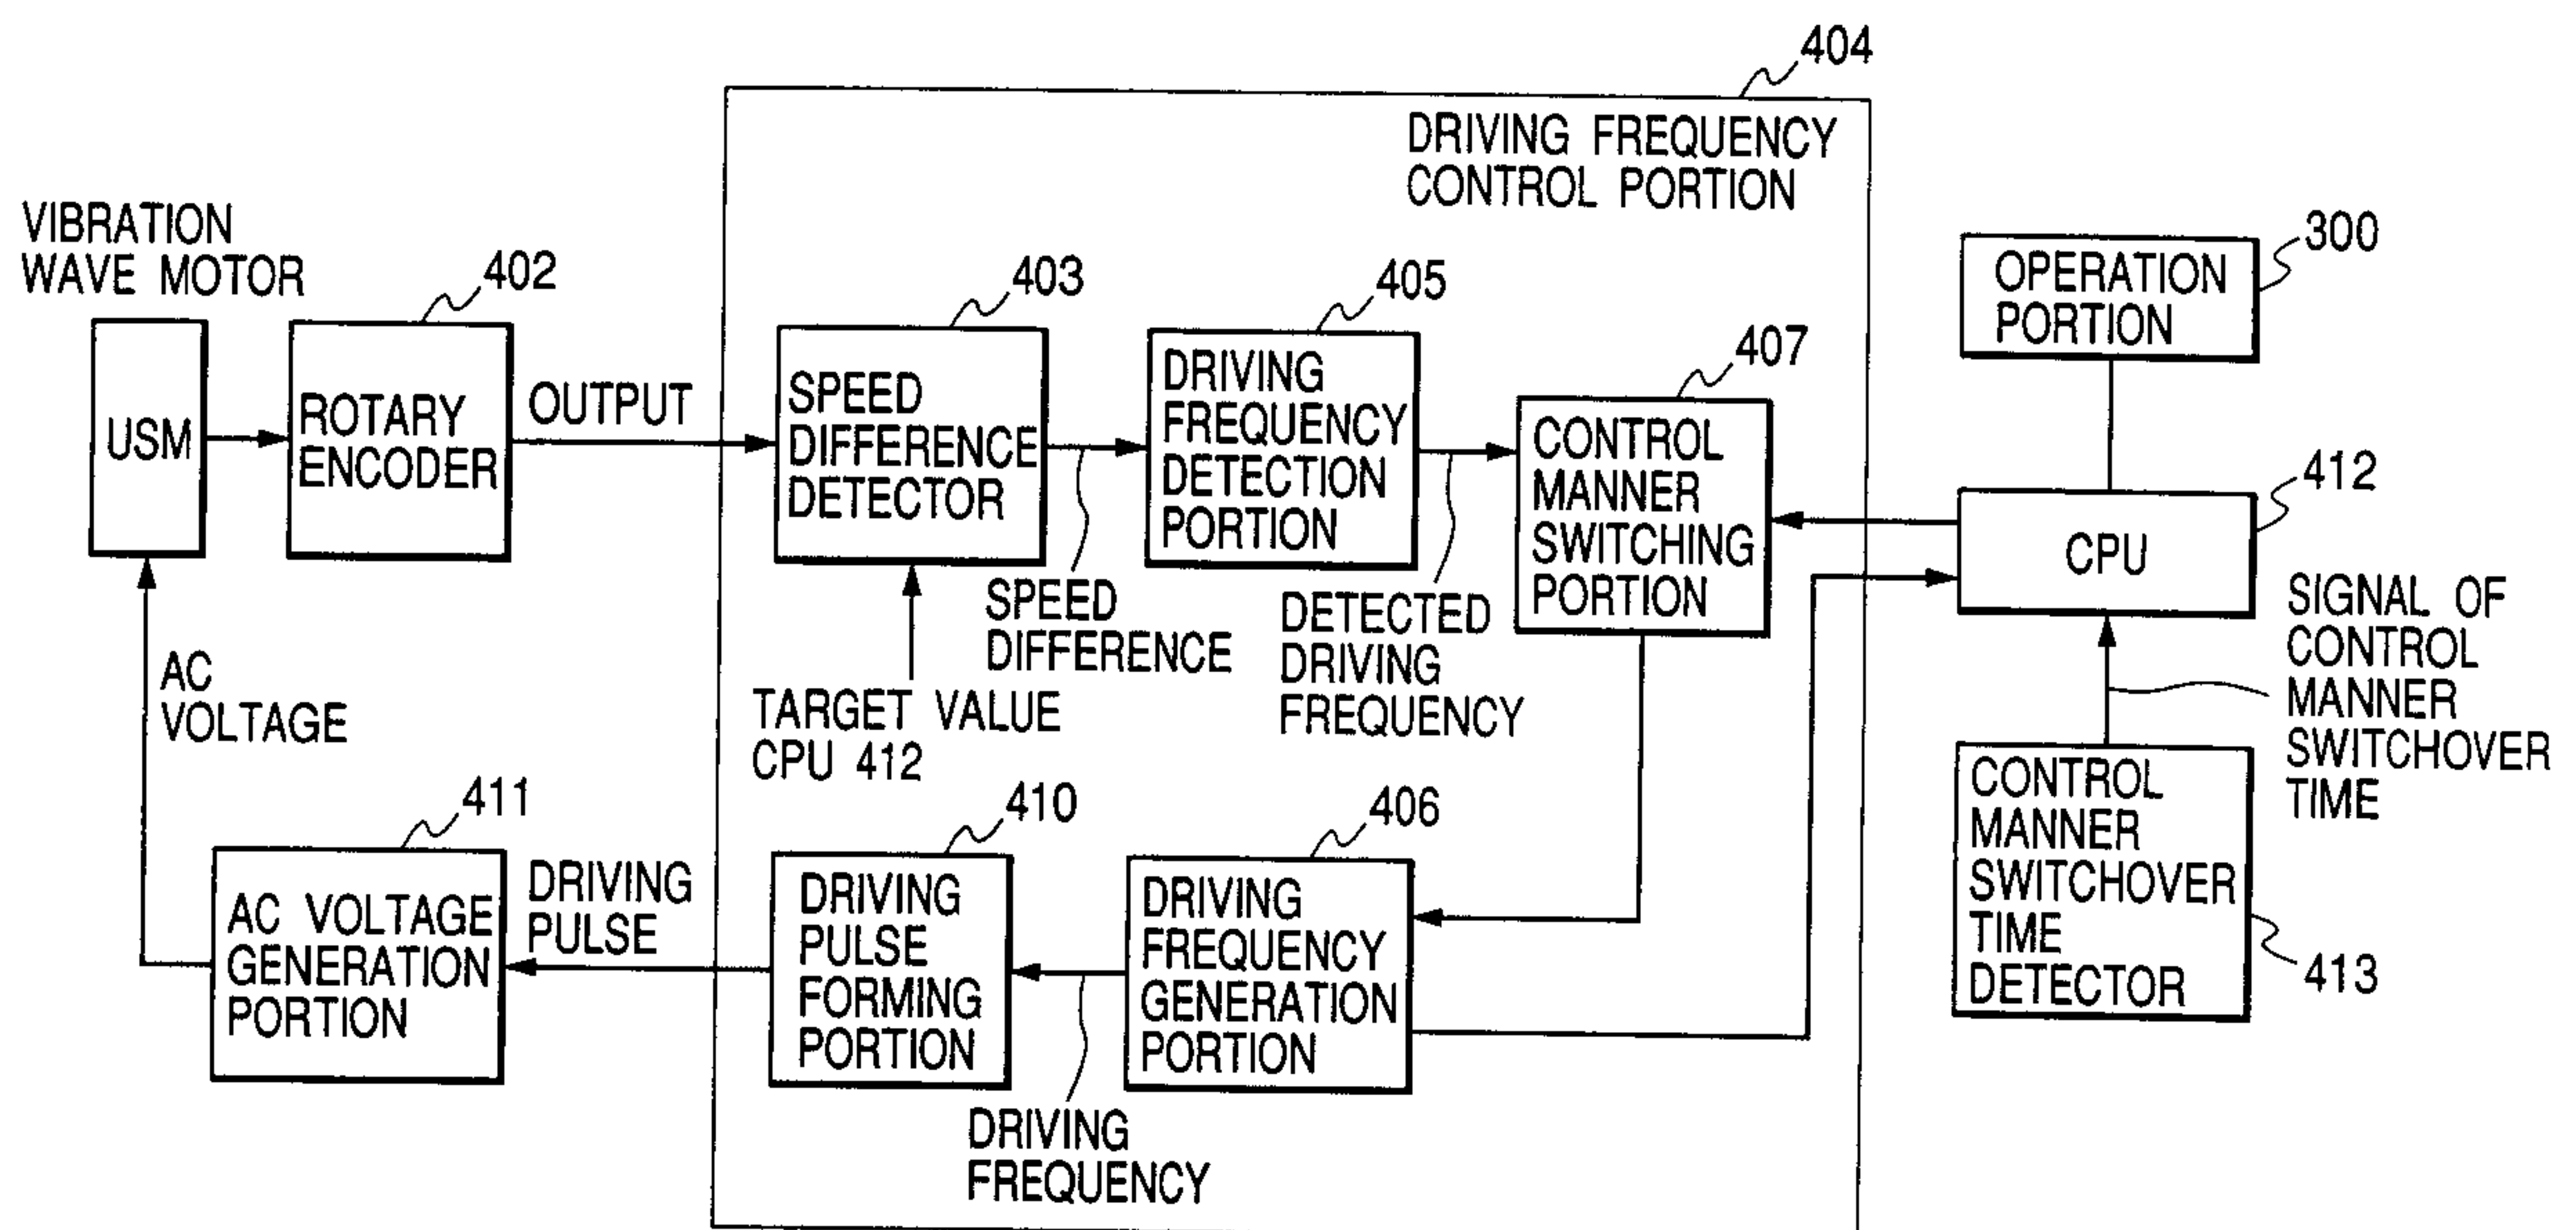 404
DRIVING FREQUENCY
CONTROL PORTION
VIBRATION
WAVE MOTOR
402
403
405
407
300
OPERATION
PORTION
USM
ROTARY
ENCODER
OUTPUT
SPEED
DIFFERENCE
DETECTOR
DRIVING
FREQUENCY
DETECTION
PORTION
CONTROL
MANNER
SWITCHING
PORTION
412
CPU
SPEED
DIFFERENCE
DETECTED
DRIVING
FREQUENCY
SIGNAL OF
CONTROL
MANNER
SWITCHOVER
TIME
AC
VOLTAGE
TARGET VALUE
CPU 412
411
410
406
AC VOLTAGE
GENERATION
PORTION
DRIVING
PULSE
DRIVING
PULSE
FORMING
PORTION
DRIVING
FREQUENCY
GENERATION
PORTION
CONTROL
MANNER
SWITCHOVER
TIME
DETECTOR
413
DRIVING
FREQUENCY